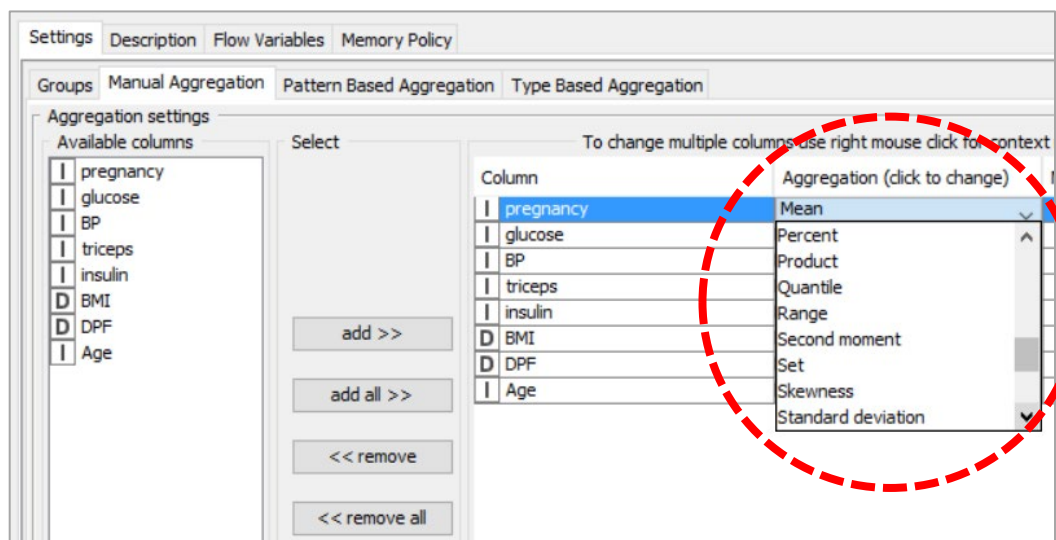 Settings Description Flow Variables Memory Policy
Groups Manual Aggregation Pattern Based Aggregation Type Based Aggregation
Aggregation settings
Available columns
I pregnancy
I glucose
I BP
I triceps
I insulin
D BMI
D DPF
I Age
Select
add >>
add all >>
<< remove
<< remove all
To change multiple columns use right mouse click for context
Column Aggregation (click to change)
I pregnancy Mean
I glucose
I BP
I triceps
I insulin
D BMI
D DPF
I Age
Percent
Product
Quantile
Range
Second moment
Set
Skewness
Standard deviation